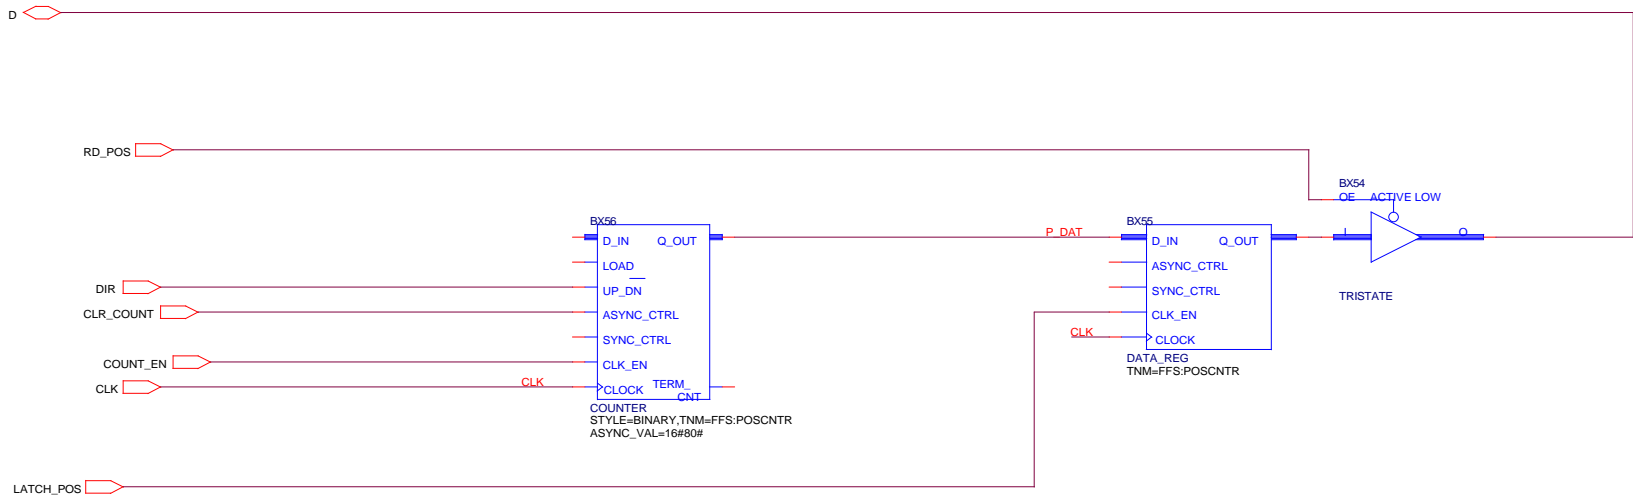 D
RD_POS
BX54
OE ACTIVE LOW
BX56
BX55
D_IN Q_OUT
P_DAT
D_IN Q_OUT
I
O
LOAD
ASYNC_CTRL
DIR
UP_DN
SYNC_CTRL
TRISTATE
CLR_COUNT
ASYNC_CTRL
CLK_EN
SYNC_CTRL
CLK
CLOCK
COUNT_EN
CLK_EN
DATA_REG
TNM=FFS:POSCNTR
CLK
CLK
CLOCK
TERM_
CNT
COUNTER
STYLE=BINARY,TNM=FFS:POSCNTR
ASYNC_VAL=16#80#
LATCH_POS